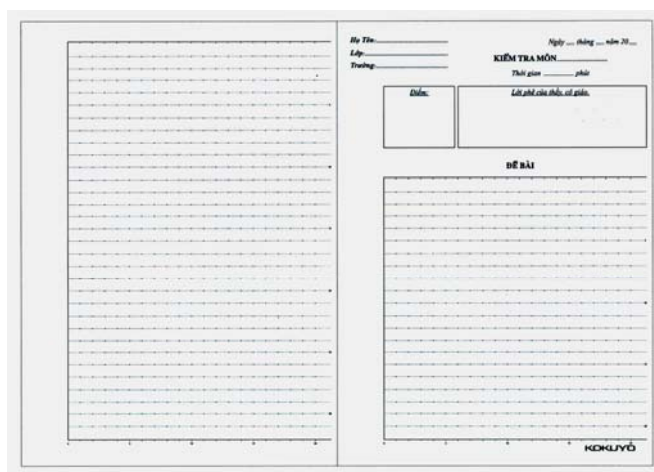 Họ Tên:
Ngày ... tháng ... năm 20...
Lớp:
KIỂM TRA MÔN
Trường:
Thời gian phút
Điểm:
Lời phê của thầy, cô giáo.
ĐỀ BÀI
KOKUYO